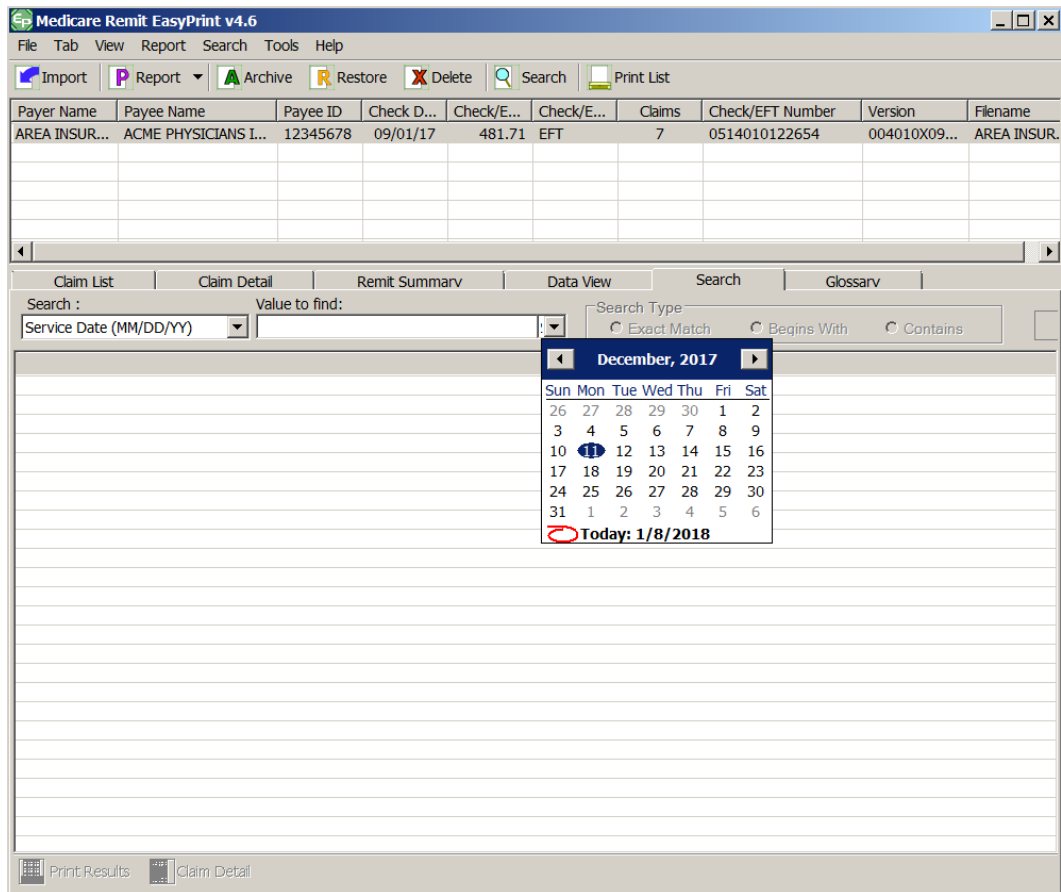 EP Medicare Remit EasyPrint v4.6
File Tab View Report Search Tools Help
Import P Report A Archive R Restore X Delete Search Print List
Payer Name Payee Name Payee ID Check D... Check/E... Check/E... Claims Check/EFT Number Version Filename
AREA INSUR... ACME PHYSICIANS I... 12345678 09/01/17 481.71 EFT 7 0514010122654 004010X09... AREA INSUR.
Claim List Claim Detail Remit Summary Data View Search Glossary
Search : Value to find: Search Type
Service Date (MM/DD/YY) Exact Match Begins With Contains
December, 2017
Sun Mon Tue Wed Thu Fri Sat
26 27 28 29 30 1 2
3 4 5 6 7 8 9
10 11 12 13 14 15 16
17 18 19 20 21 22 23
24 25 26 27 28 29 30
31 1 2 3 4 5 6
Today: 1/8/2018
Print Results Claim Detail